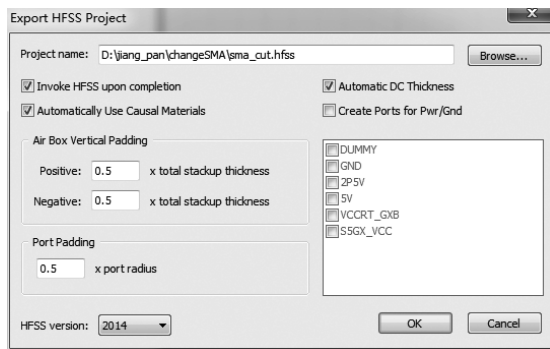 Export HFSS Project
Project name: D:\jiang_pan\changeSMA\sma_cut.hfss Browse...
Invoke HFSS upon completion Automatic DC Thickness
Automatically Use Causal Materials Create Ports for Pwr/Gnd
Air Box Vertical Padding
Positive: 0.5 x total stackup thickness
Negative: 0.5 x total stackup thickness
Port Padding
0.5 x port radius
DUMMY
GND
2P5V
5V
VCCRT_GXB
S5GX_VCC
HFSS version: 2014 OK Cancel